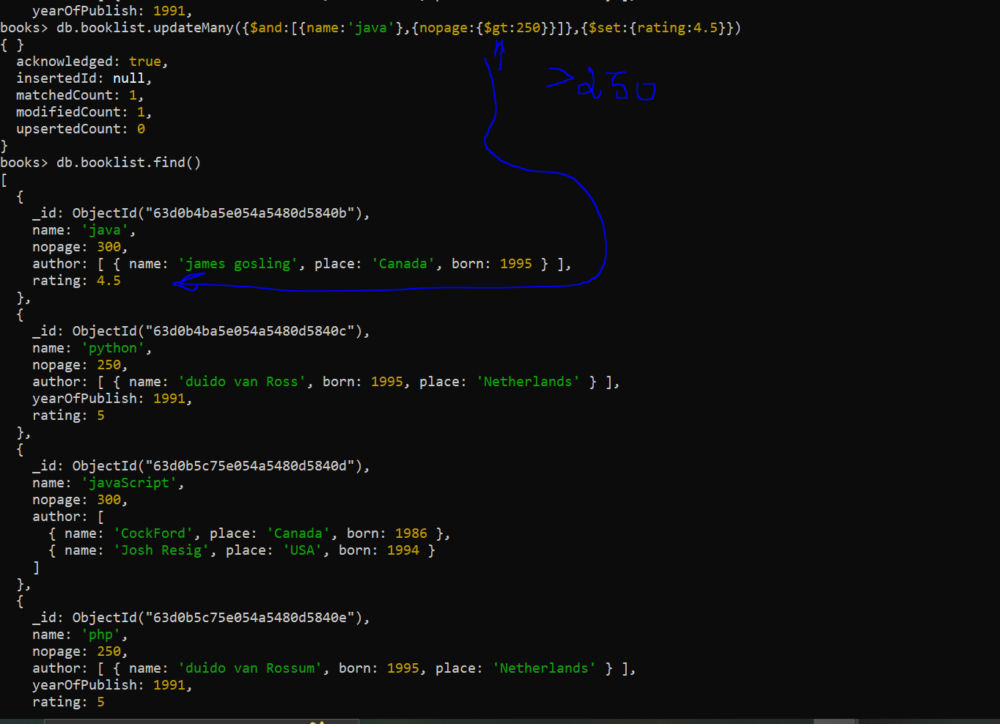 yearOfPublish: 1991,
books> db.booklist.updateMany({$and:[{name:'java'},{nopage:{$gt:250}}]},{$set:{rating:4.5}})
{ }
acknowledged: true,
insertedId: null,
matchedCount: 1,
modifiedCount: 1,
upsertedCount: 0
}
>250
books> db.booklist.find()
[
{
_id: ObjectId("63d0b4ba5e054a5480d5840b"),
name: 'java',
nopage: 300,
author: [ { name: 'james gosling', place: 'Canada', born: 1995 } ],
rating: 4.5
},
{
_id: ObjectId("63d0b4ba5e054a5480d5840c"),
name: 'python',
nopage: 250,
author: [ { name: 'duido van Ross', born: 1995, place: 'Netherlands' } ],
yearOfPublish: 1991,
rating: 5
},
{
_id: ObjectId("63d0b5c75e054a5480d5840d"),
name: 'javaScript',
nopage: 300,
author: [
{ name: 'CockFord', place: 'Canada', born: 1986 },
{ name: 'Josh Resig', place: 'USA', born: 1994 }
]
},
{
_id: ObjectId("63d0b5c75e054a5480d5840e"),
name: 'php',
nopage: 250,
author: [ { name: 'duido van Rossum', born: 1995, place: 'Netherlands' } ],
yearOfPublish: 1991,
rating: 5